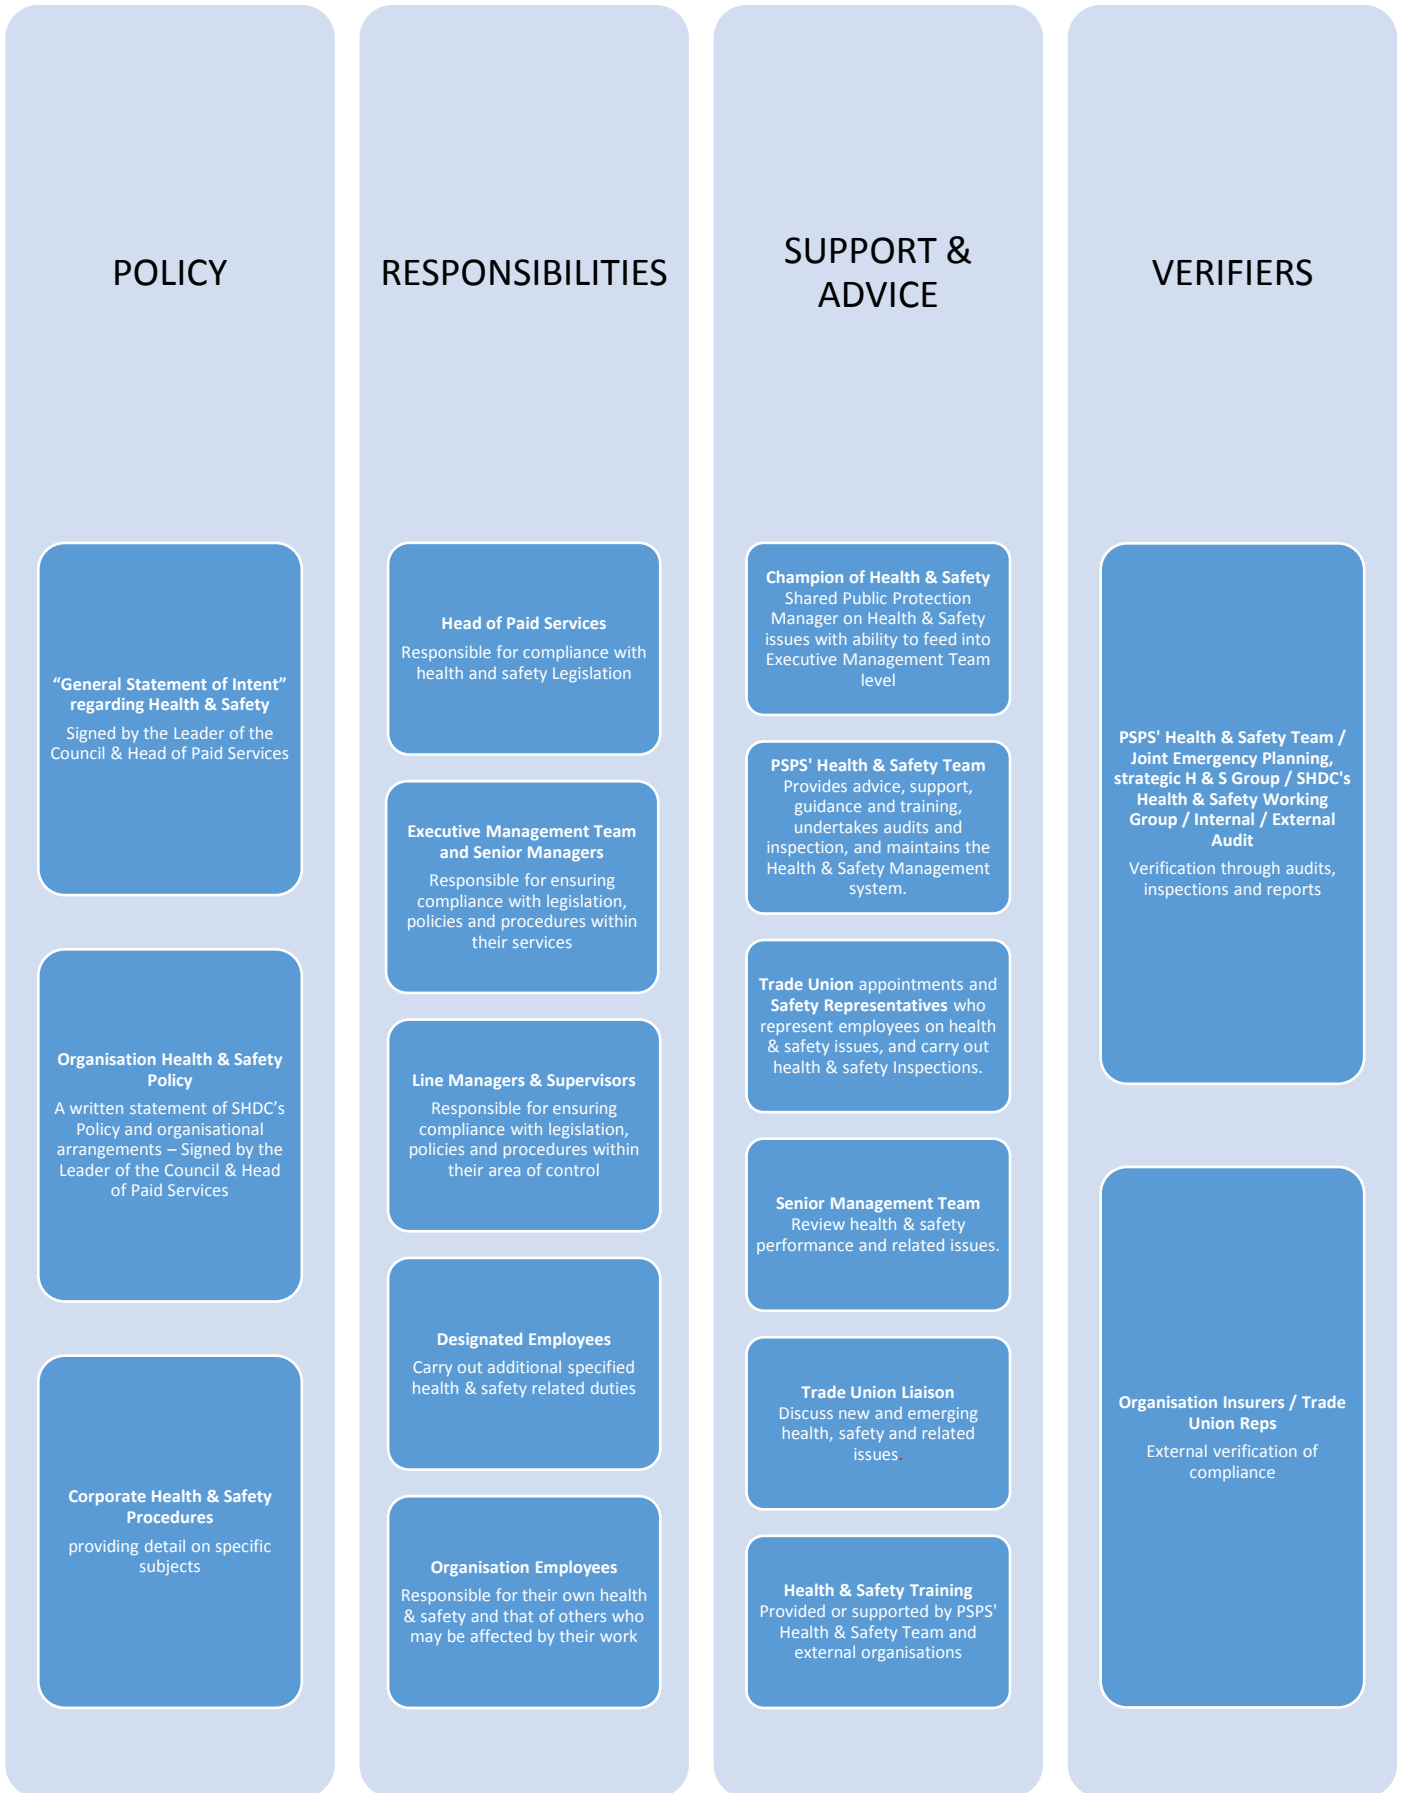 POLICY
“General Statement of Intent”
regarding Health & Safety
Signed by the Leader of the
Council & Head of Paid Services
Organisation Health & Safety
Policy
A written statement of SHDC’s
Policy and organisational
arrangements – Signed by the
Leader of the Council & Head
of Paid Services
Corporate Health & Safety
Procedures
providing detail on specific
subjects
RESPONSIBILITIES
Head of Paid Services
Responsible for compliance with
health and safety Legislation
Executive Management Team
and Senior Managers
Responsible for ensuring
compliance with legislation,
policies and procedures within
their services
Line Managers & Supervisors
Responsible for ensuring
compliance with legislation,
policies and procedures within
their area of control
Designated Employees
Carry out additional specified
health & safety related duties
Organisation Employees
Responsible for their own health
& safety and that of others who
may be affected by their work
SUPPORT &
ADVICE
Champion of Health & Safety
Shared Public Protection
Manager on Health & Safety
issues with ability to feed into
Executive Management Team
level
PSPS' Health & Safety Team
Provides advice, support,
guidance and training,
undertakes audits and
inspection, and maintains the
Health & Safety Management
system.
Trade Union appointments and
Safety Representatives who
represent employees on health
& safety issues, and carry out
health & safety Inspections.
Senior Management Team
Review health & safety
performance and related issues.
Trade Union Liaison
Discuss new and emerging
health, safety and related
issues.
Health & Safety Training
Provided or supported by PSPS'
Health & Safety Team and
external organisations
VERIFIERS
PSPS' Health & Safety Team /
Joint Emergency Planning,
strategic H & S Group / SHDC's
Health & Safety Working
Group / Internal / External
Audit
Verification through audits,
inspections and reports
Organisation Insurers / Trade
Union Reps
External verification of
compliance